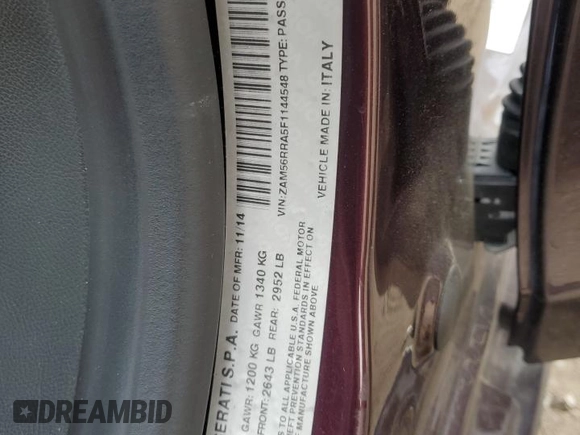 ERATI S.P.A. DATE OF MFR: 11/14
GAWR: 1200 KG GAWR 1340 KG
FRONT: 2643 LB REAR: 2952 LB
S TO ALL APPLICABLE U.S.A. FEDERAL MOTOR
EFT PREVENTION STANDARDS IN EFFECT ON
MANUFACTURE SHOWN ABOVE
VIN: ZAM56RRA5F1144548 TYPE: PASS
VEHICLE MADE IN: ITALY
DREAMBID